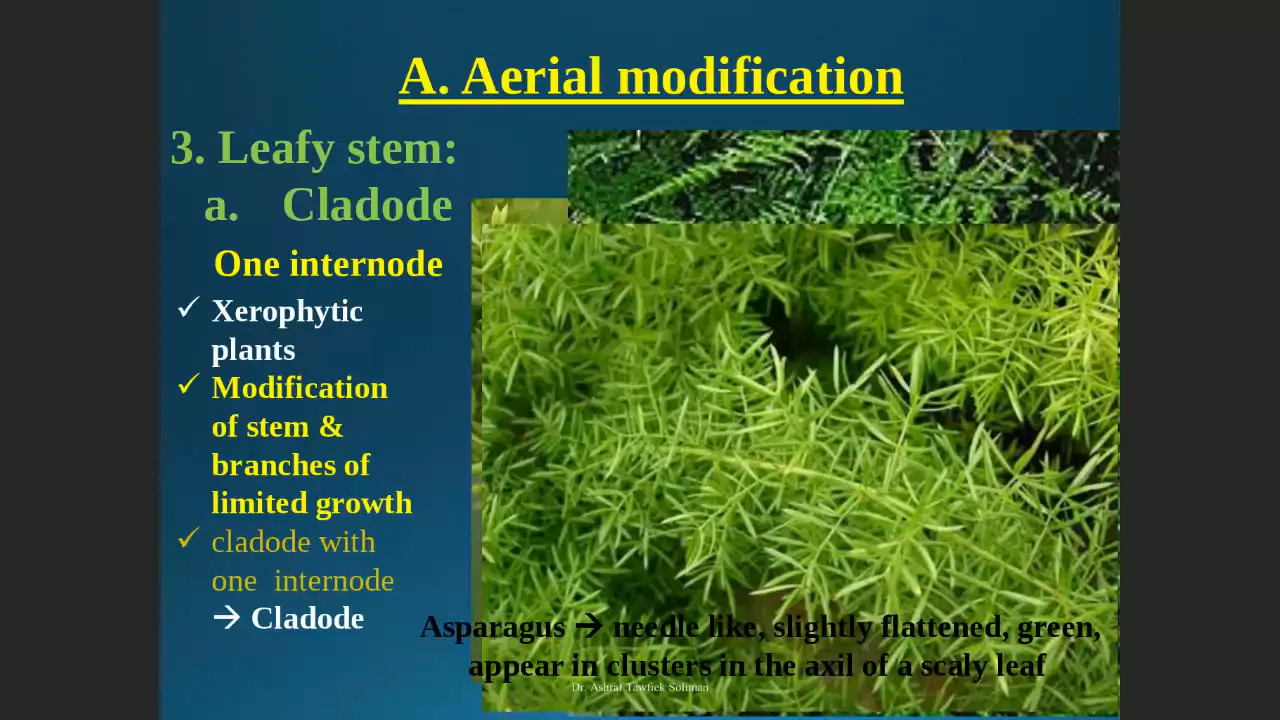 A. Aerial modification
3. Leafy stem:
a. Cladode
One internode
✓ Xerophytic
plants
✓ Modification
of stem &
branches of
limited growth
✓ cladode with
one internode
→ Cladode
Asparagus → needle like, slightly flattened, green,
appear in clusters in the axil of a scaly leaf
Dr. Ashraf Tawfiek Soliman